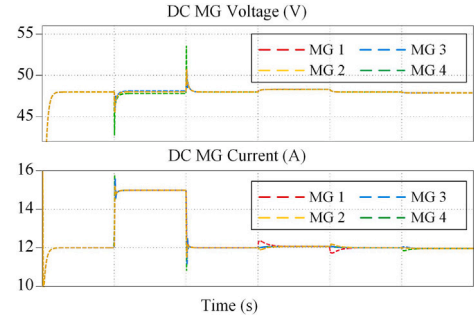 DC MG Voltage (V)
55
50
45
MG 1
MG 3
MG 2
MG 4
DC MG Current (A)
16
14
12
10
MG 1
MG 3
MG 2
MG 4
Time (s)